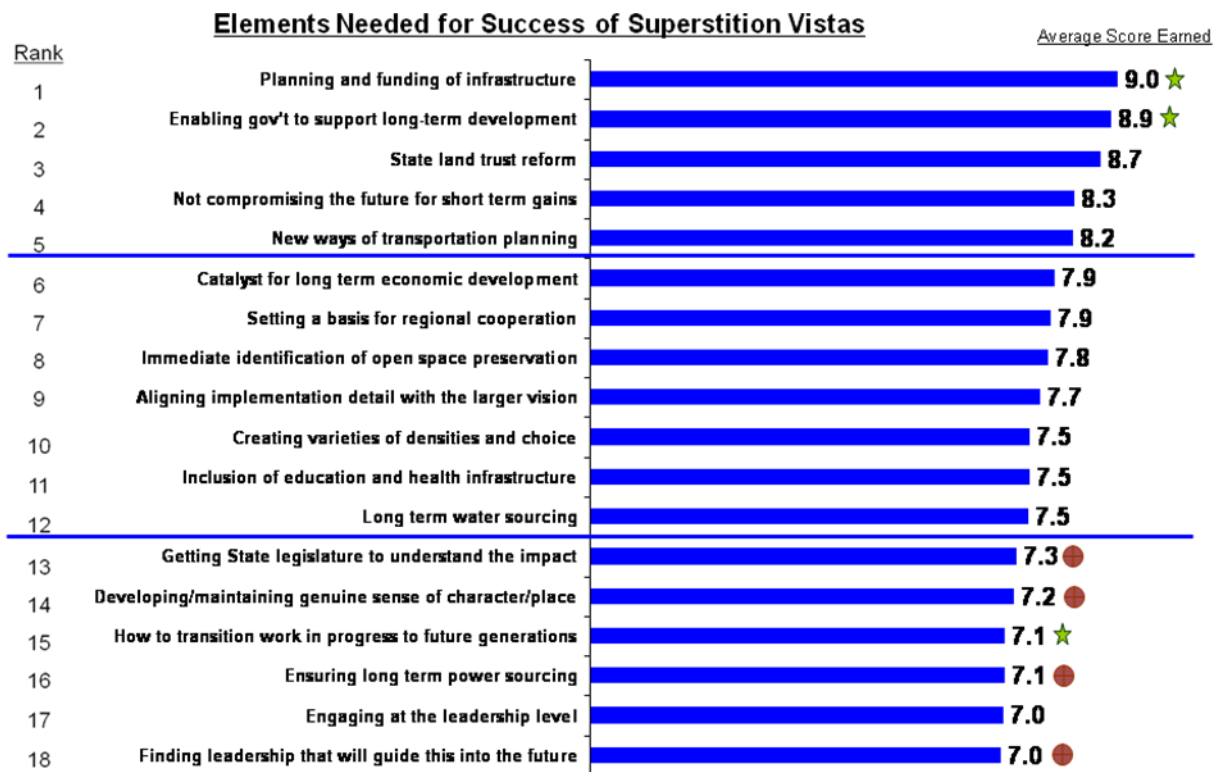 Elements Needed for Success of Superstition Vistas
Rank
Average Score Earned
1 Planning and funding of infrastructure 9.0
2 Enabling gov't to support long-term development 8.9
3 State land trust reform 8.7
4 Not compromising the future for short term gains 8.3
5 New ways of transportation planning 8.2
6 Catalyst for long term economic development 7.9
7 Setting a basis for regional cooperation 7.9
8 Immediate identification of open space preservation 7.8
9 Aligning implementation detail with the larger vision 7.7
10 Creating varieties of densities and choice 7.5
11 Inclusion of education and health infrastructure 7.5
12 Long term water sourcing 7.5
13 Getting State legislature to understand the impact 7.3
14 Developing/maintaining genuine sense of character/place 7.2
15 How to transition work in progress to future generations 7.1
16 Ensuring long term power sourcing 7.1
17 Engaging at the leadership level 7.0
18 Finding leadership that will guide this into the future 7.0